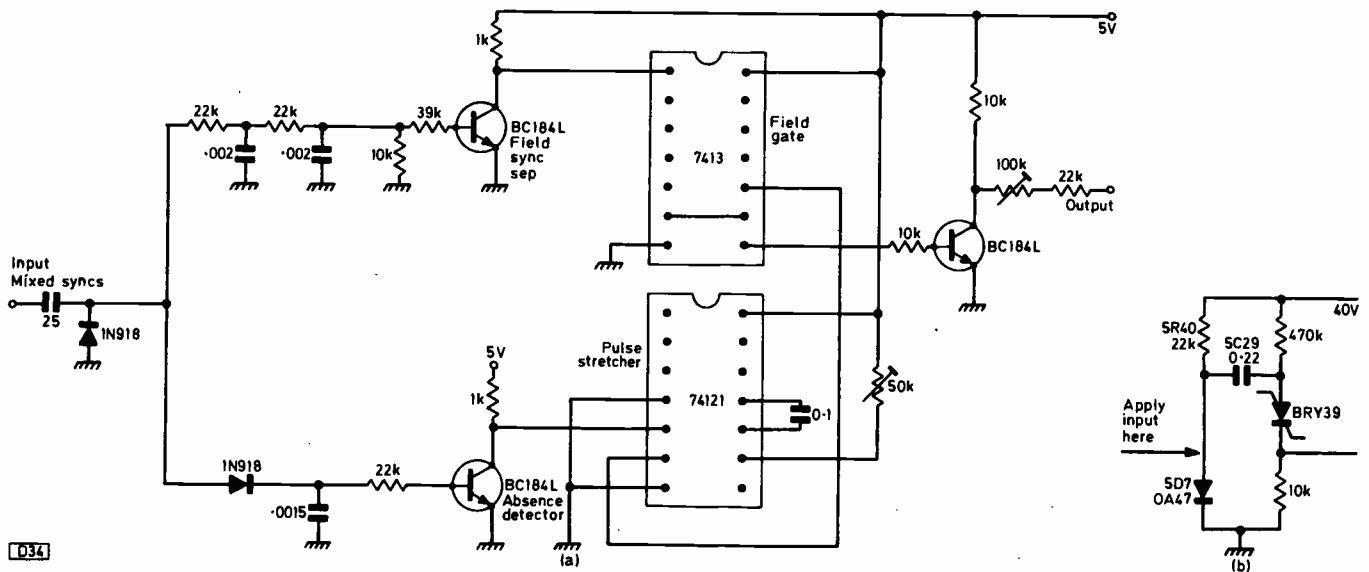 1k
5V
22k
22k
39k
BC184L
Field
sync
sep
·002
·002
10k
7413
Field
gate
10k
100k
22k
Output
10k
BC184L
Input
Mixed syncs
25
1N918
5V
1k
Pulse
stretcher
74121
0·1
50k
1N918
22k
·0015
BC184L
Absence
detector
(a)
40V
5R40
22k
5C29
0·22
470k
BRY39
Apply
input
here
5D7
OA47
10k
(b)
D34